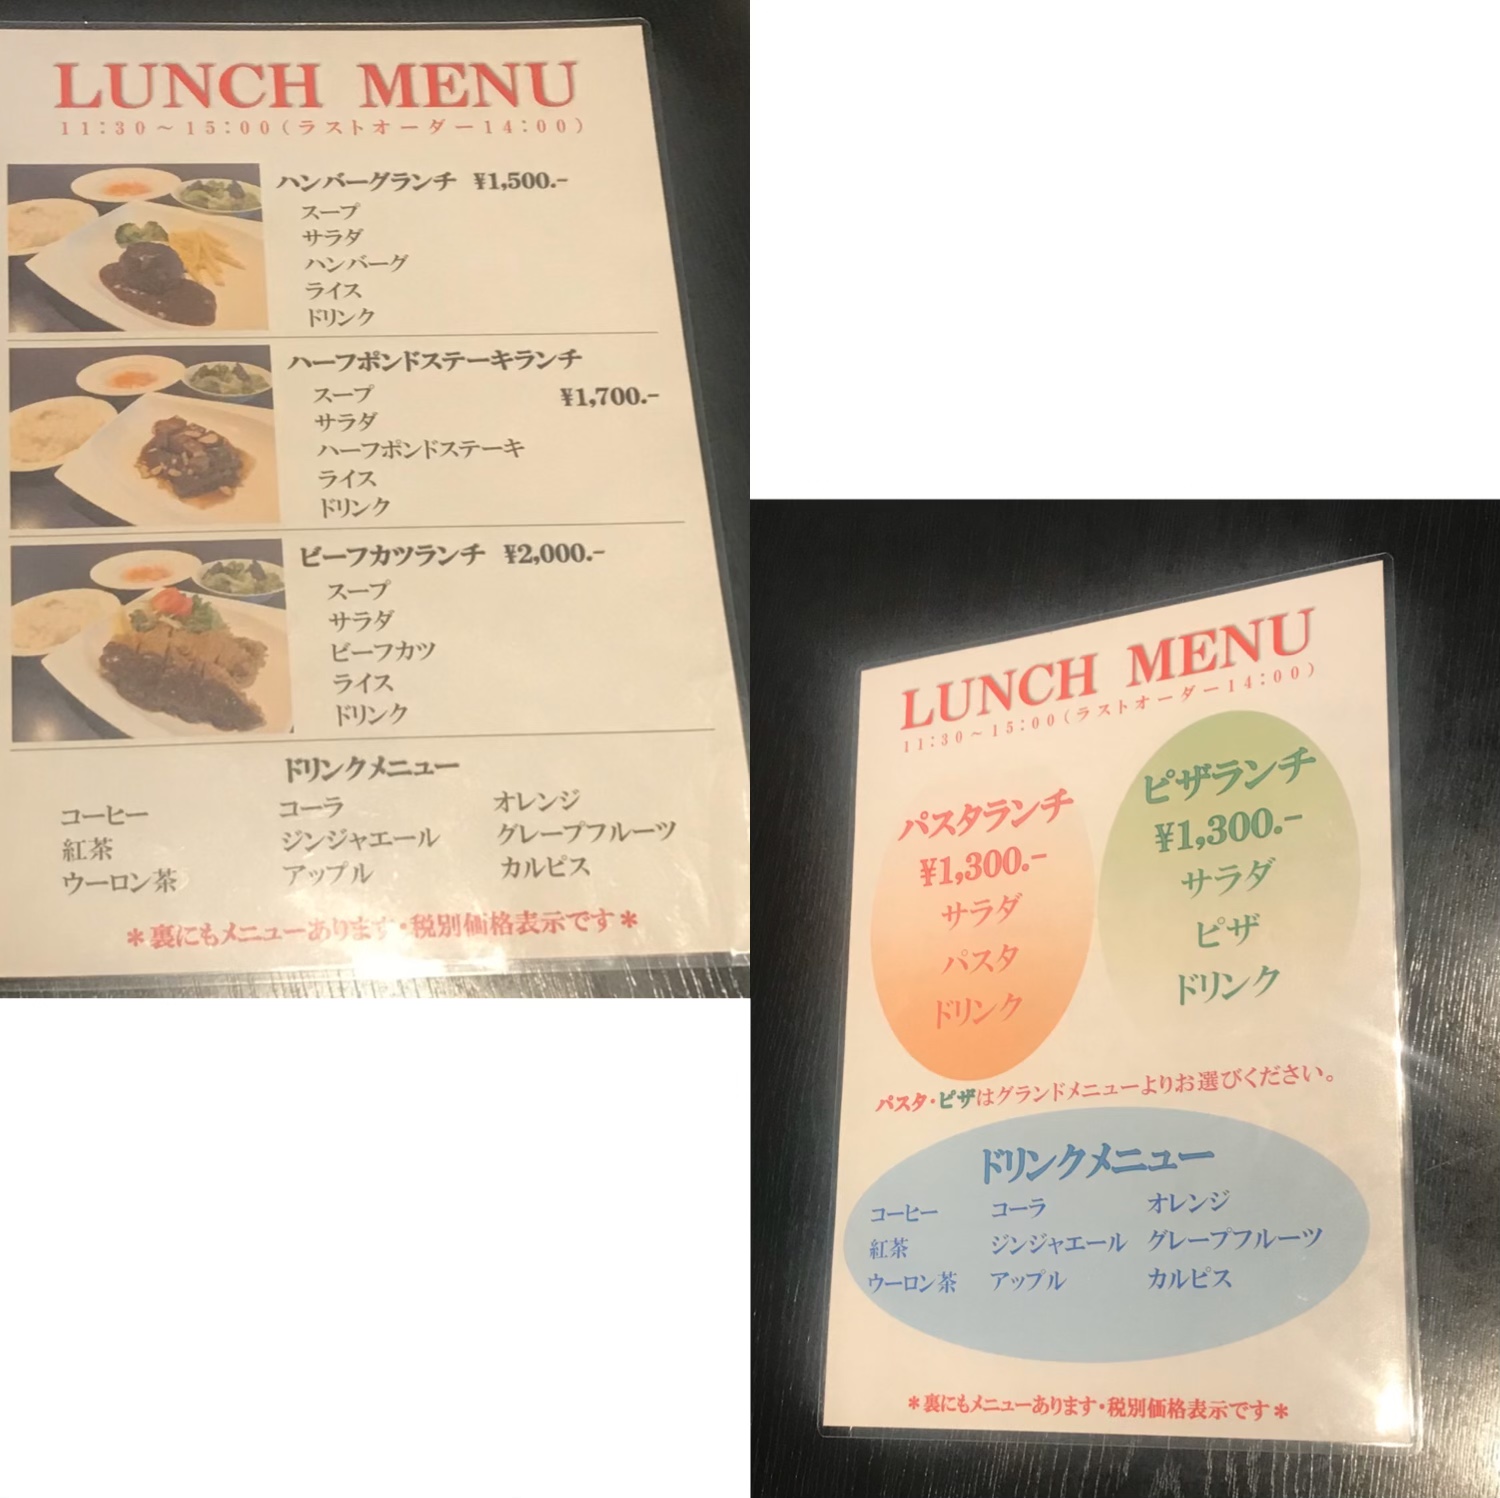 LUNCH MENU
11:30～15:00(ラストオーダー14:00)
ハンバーグランチ ¥1,500.-
スープ
サラダ
ハンバーグ
ライス
ドリンク
ハーフポンドステーキランチ
¥1,700.-
スープ
サラダ
ハーフポンドステーキ
ライス
ドリンク
ビーフカツランチ ¥2,000.-
スープ
サラダ
ビーフカツ
ライス
ドリンク
ドリンクメニュー
コーヒー コーラ オレンジ
紅茶 ジンジャエール グレープフルーツ
ウーロン茶 アップル カルピス
＊裏にもメニューあります・税別価格表示です＊
LUNCH MENU
11:30～15:00(ラストオーダー14:00)
パスタランチ
¥1,300.-
サラダ
パスタ
ドリンク
ピザランチ
¥1,300.-
サラダ
ピザ
ドリンク
パスタ・ピザはグランドメニューよりお選びください。
ドリンクメニュー
コーヒー コーラ オレンジ
紅茶 ジンジャエール グレープフルーツ
ウーロン茶 アップル カルピス
＊裏にもメニューあります・税別価格表示です＊